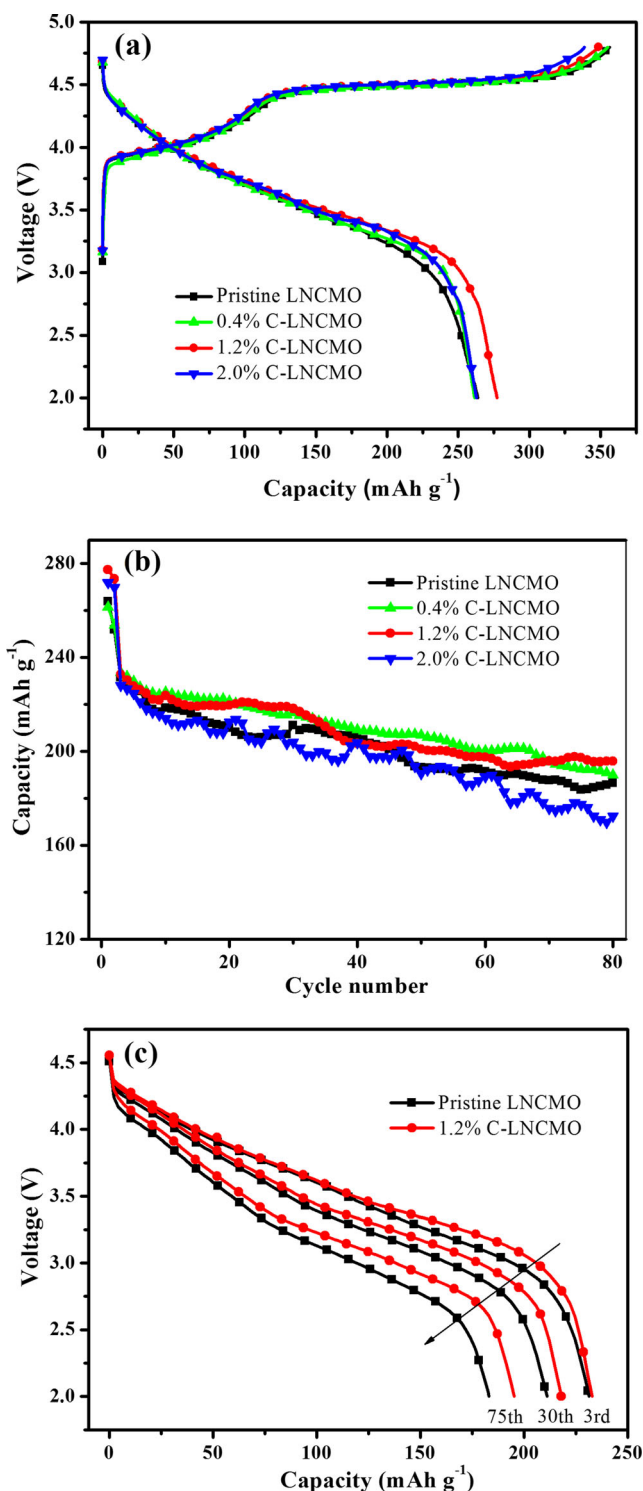 (a)
5.0
4.5
4.0
3.5
3.0
2.5
2.0
Voltage (V)
Pristine LNCMO
0.4% C-LNCMO
1.2% C-LNCMO
2.0% C-LNCMO
0 50 100 150 200 250 300 350
Capacity (mAh g-1)
(b)
280
240
200
160
120
Capacity (mAh g-1)
Pristine LNCMO
0.4% C-LNCMO
1.2% C-LNCMO
2.0% C-LNCMO
0 20 40 60 80
Cycle number
(c)
4.5
4.0
3.5
3.0
2.5
2.0
Voltage (V)
Pristine LNCMO
1.2% C-LNCMO
75th 30th 3rd
0 50 100 150 200 250
Capacity (mAh g-1)